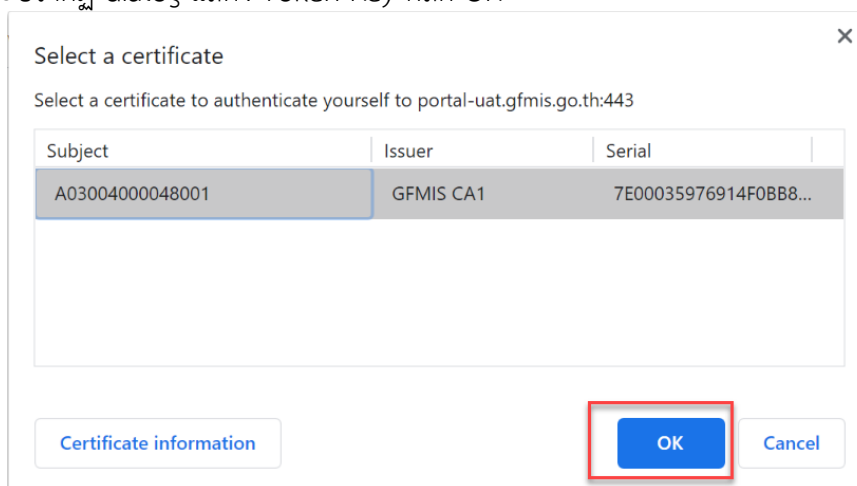 Select a certificate
Select a certificate to authenticate yourself to portal-uat.gfmis.go.th:443
Subject Issuer Serial
A03004000048001 GFMIS CA1 7E00035976914F0BB8...
Certificate information OK Cancel